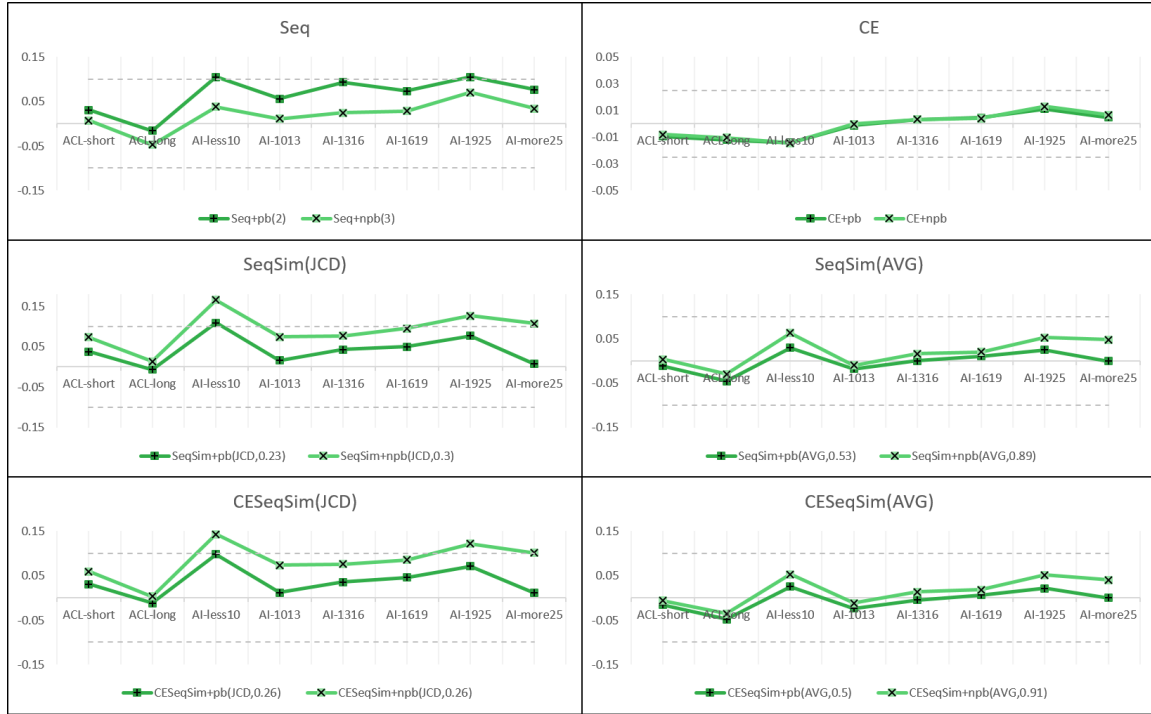 Seq
0.15
0.05
-0.05
-0.15
ACL-short ACL-long AI-less10 AI-1013 AI-1316 AI-1619 AI-1925 AI-more25
Seq+pb(2) Seq+npb(3)
CE
0.05
0.03
0.01
-0.01
-0.03
-0.05
ACL-short ACL-long AI-less10 AI-1013 AI-1316 AI-1619 AI-1925 AI-more25
CE+pb CE+npb
SeqSim(JCD)
0.15
0.05
-0.05
-0.15
ACL-short ACL-long AI-less10 AI-1013 AI-1316 AI-1619 AI-1925 AI-more25
SeqSim+pb(JCD,0.23) SeqSim+npb(JCD,0.3)
SeqSim(AVG)
0.15
0.05
-0.05
-0.15
ACL-short ACL-long AI-less10 AI-1013 AI-1316 AI-1619 AI-1925 AI-more25
SeqSim+pb(AVG,0.53) SeqSim+npb(AVG,0.89)
CESeqSim(JCD)
0.15
0.05
-0.05
-0.15
ACL-short ACL-long AI-less10 AI-1013 AI-1316 AI-1619 AI-1925 AI-more25
CESeqSim+pb(JCD,0.26) CESeqSim+npb(JCD,0.26)
CESeqSim(AVG)
0.15
0.05
-0.05
-0.15
ACL-short ACL-long AI-less10 AI-1013 AI-1316 AI-1619 AI-1925 AI-more25
CESeqSim+pb(AVG,0.5) CESeqSim+npb(AVG,0.91)